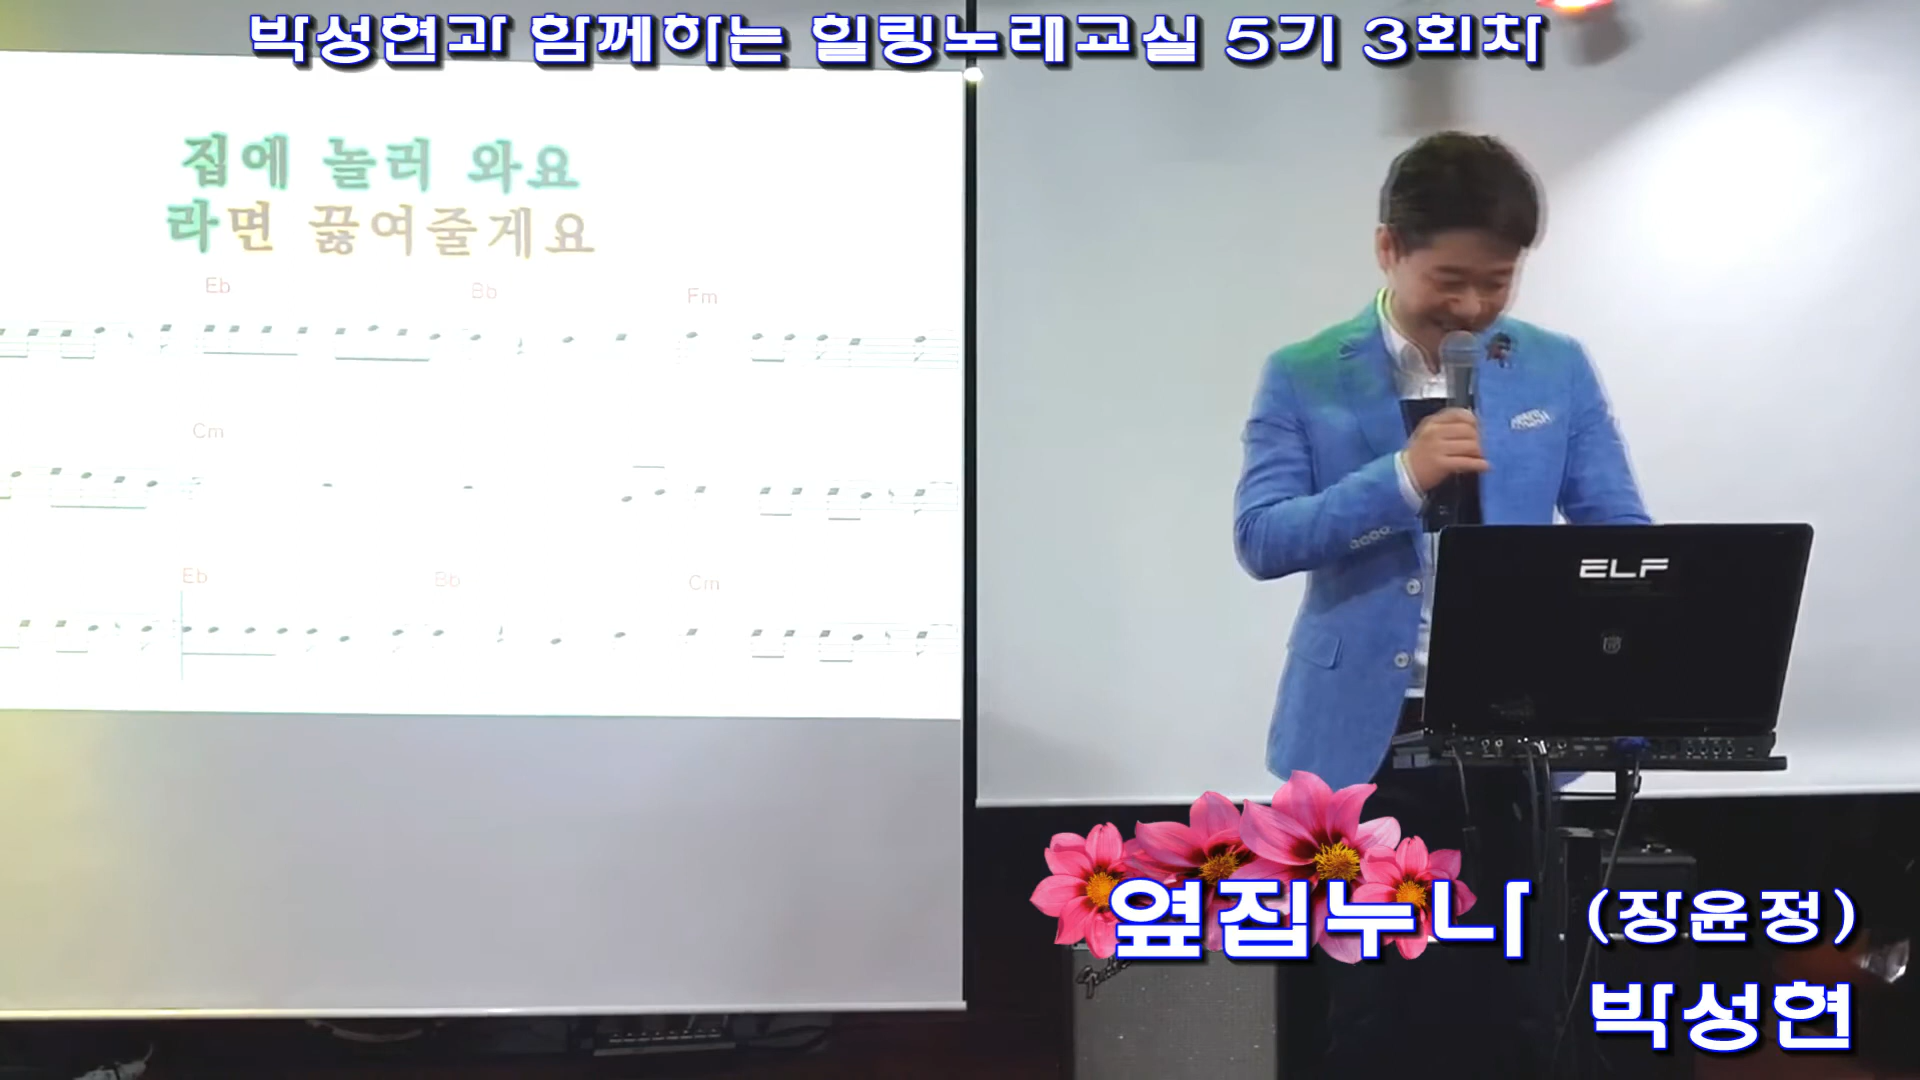 박성현과 함께하는 힐링노래교실 5기 3회차
집에 놀러 와요
라면 끓여줄게요
Eb Bb Fm
Cm
Eb Bb Cm
ELF
옆집누나 (장윤정)
박성현
Fender